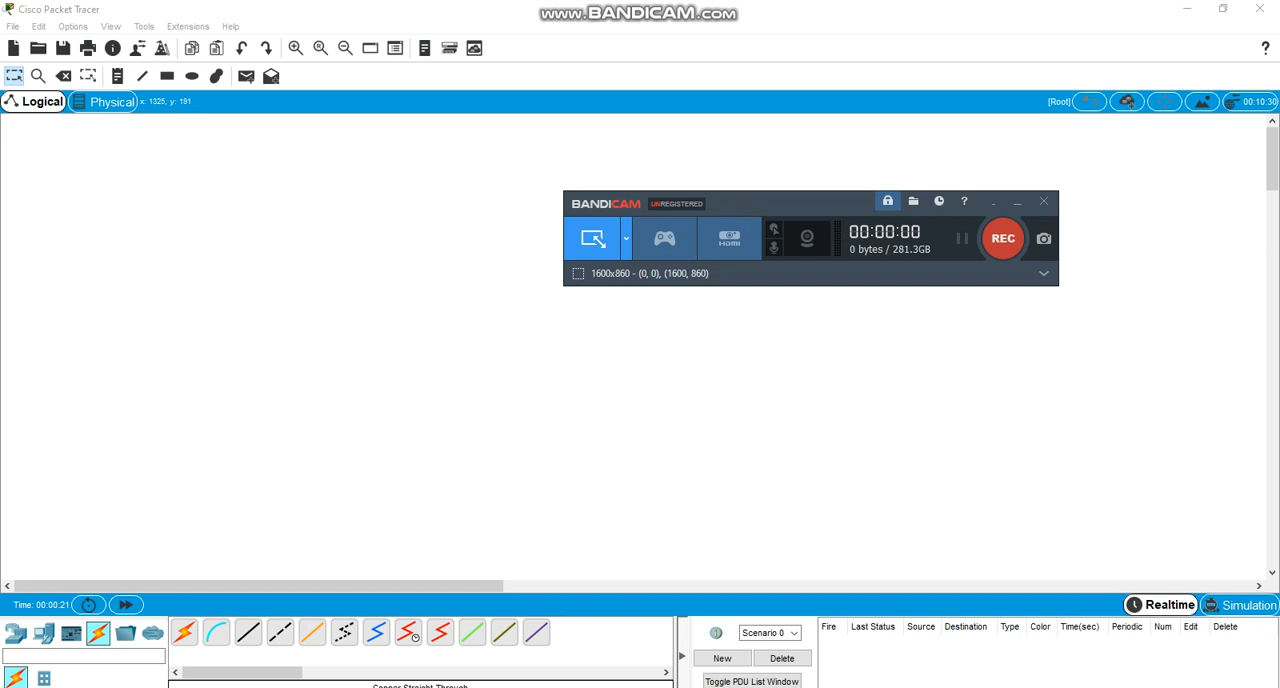 Cisco Packet Tracer
www.BANDICAM.com
File Edit Options View Tools Extensions Help
?
Logical Physical x: 1325, y: 191 [Root] 00:10:30
BANDICAM UNREGISTERED ?
HDMI 00:00:00 REC
0 bytes / 281.3GB
1600x860 - (0, 0), (1600, 860)
Time: 00:00:21 Realtime Simulation
Scenario 0 Fire Last Status Source Destination Type Color Time(sec) Periodic Num Edit Delete
New Delete
Toggle PDU List Window
Copper Straight-Through